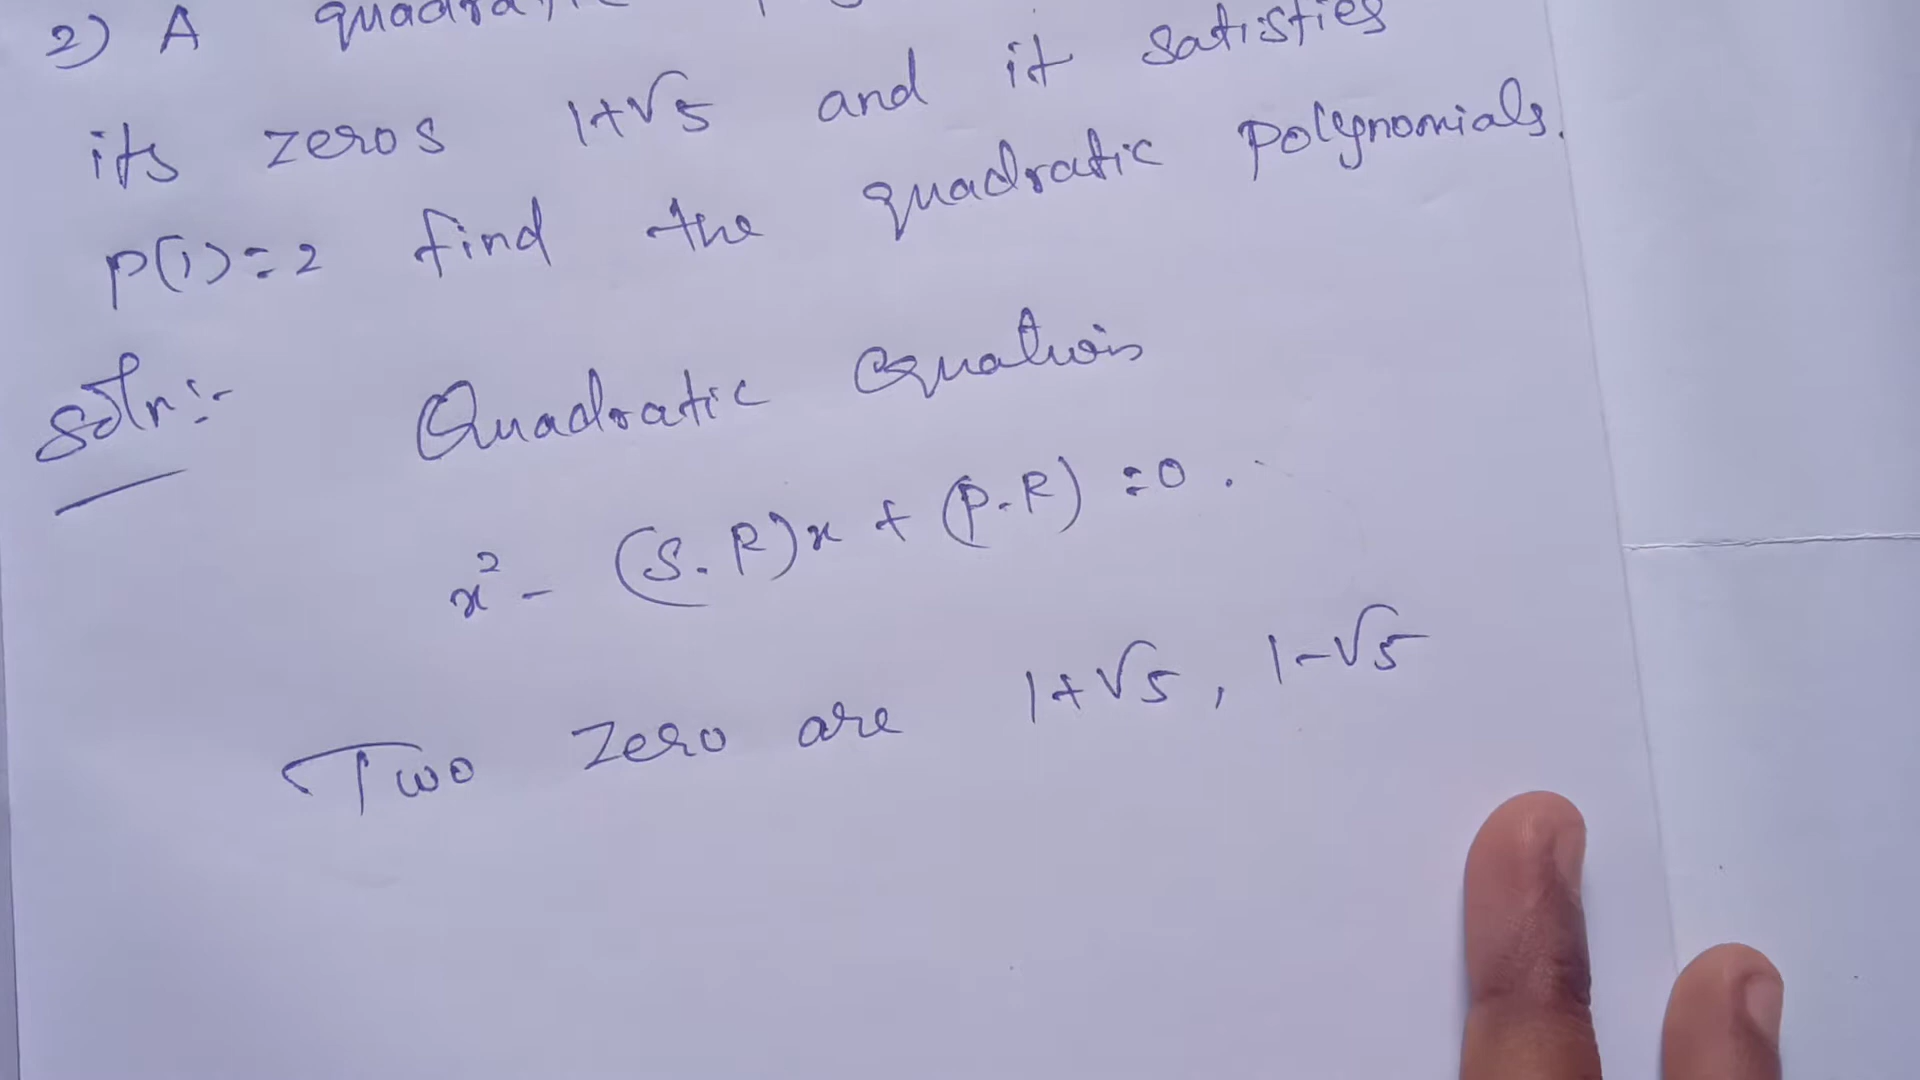 2) A quadratic
its zeros 1+√5 and it satisfies
P(1)=2 find the quadratic polynomials.
Soln:-
Quadratic Equation
x² - (S.R)x + (P.R) = 0.
Two Zero are 1+√5, 1-√5